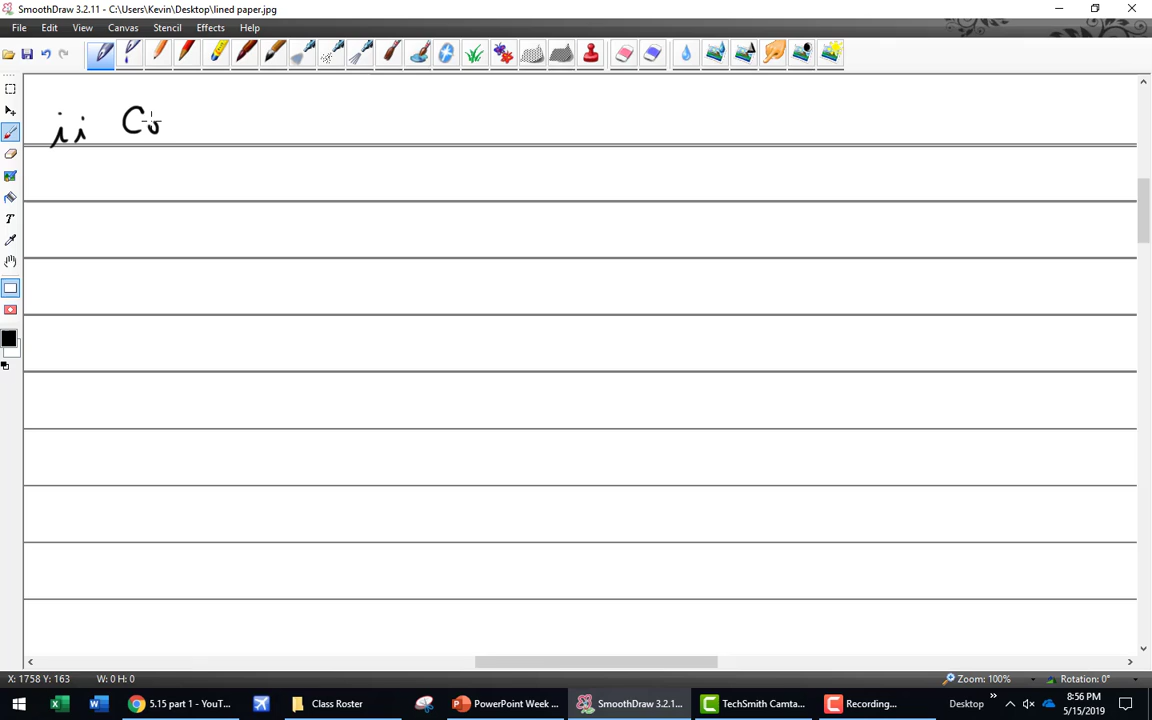 SmoothDraw 3.2.11 - C:\Users\Kevin\Desktop\lined paper.jpg
File Edit View Canvas Stencil Effects Help
ii
X: 1758 Y: 163 W: 0 H: 0 Zoom: 100% Rotation: 0°
5.15 part 1 - YouT... Class Roster PowerPoint Week ... SmoothDraw 3.2.1... TechSmith Camta... Recording... Desktop 8:56 PM
5/15/2019